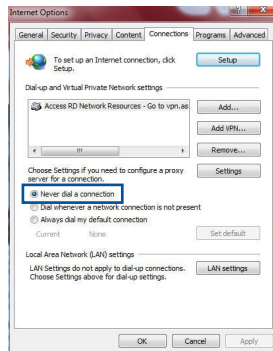 Internet Options
General Security Privacy Content Connections Programs Advanced
To set up an Internet connection, click
Setup.
Setup
Dial-up and Virtual Private Network settings
Access RD Network Resources - Go to vpn.as
Add...
Add VPN...
Remove...
Choose Settings if you need to configure a proxy
server for a connection.
Settings
Never dial a connection
Dial whenever a network connection is not present
Always dial my default connection
Current None
Set default
Local Area Network (LAN) settings
LAN Settings do not apply to dial-up connections.
Choose Settings above for dial-up settings.
LAN settings
OK Cancel Apply